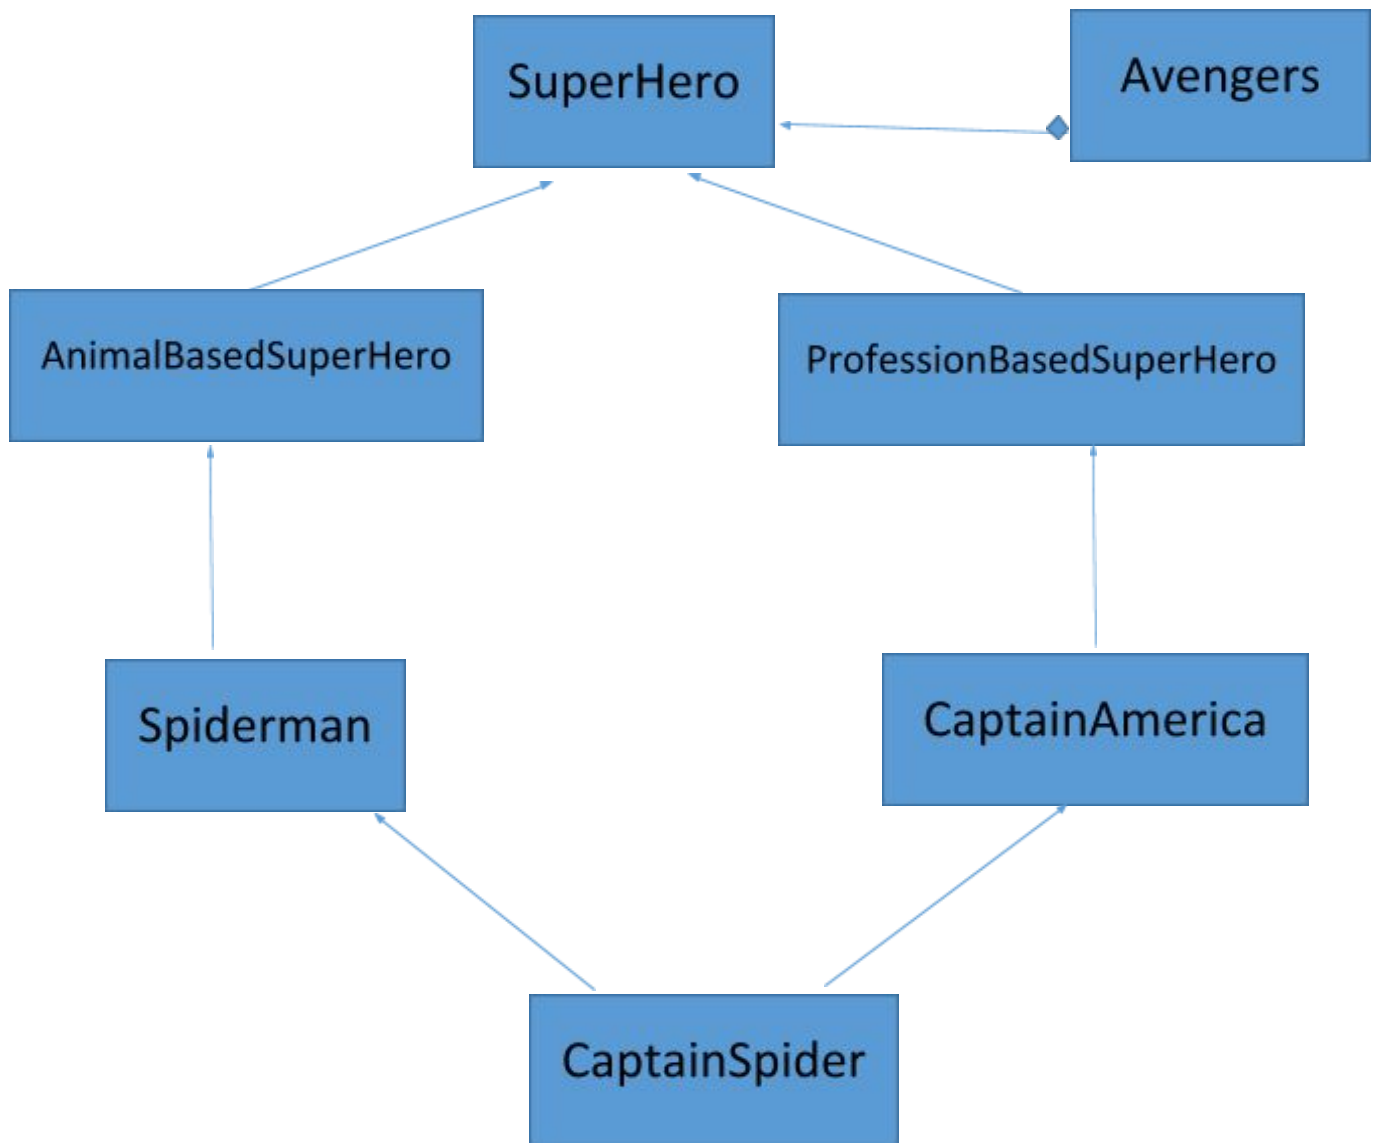 SuperHero
Avengers
AnimalBasedSuperHero
ProfessionBasedSuperHero
Spiderman
CaptainAmerica
CaptainSpider